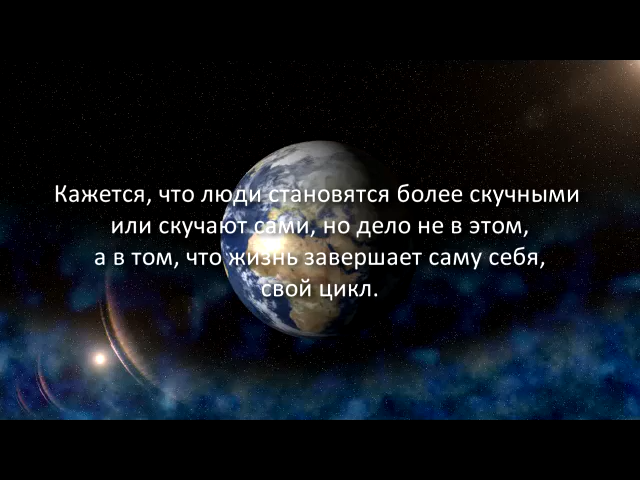 Кажется, что люди становятся более скучными
или скучают сами, но дело не в этом,
а в том, что жизнь завершает саму себя,
свой цикл.